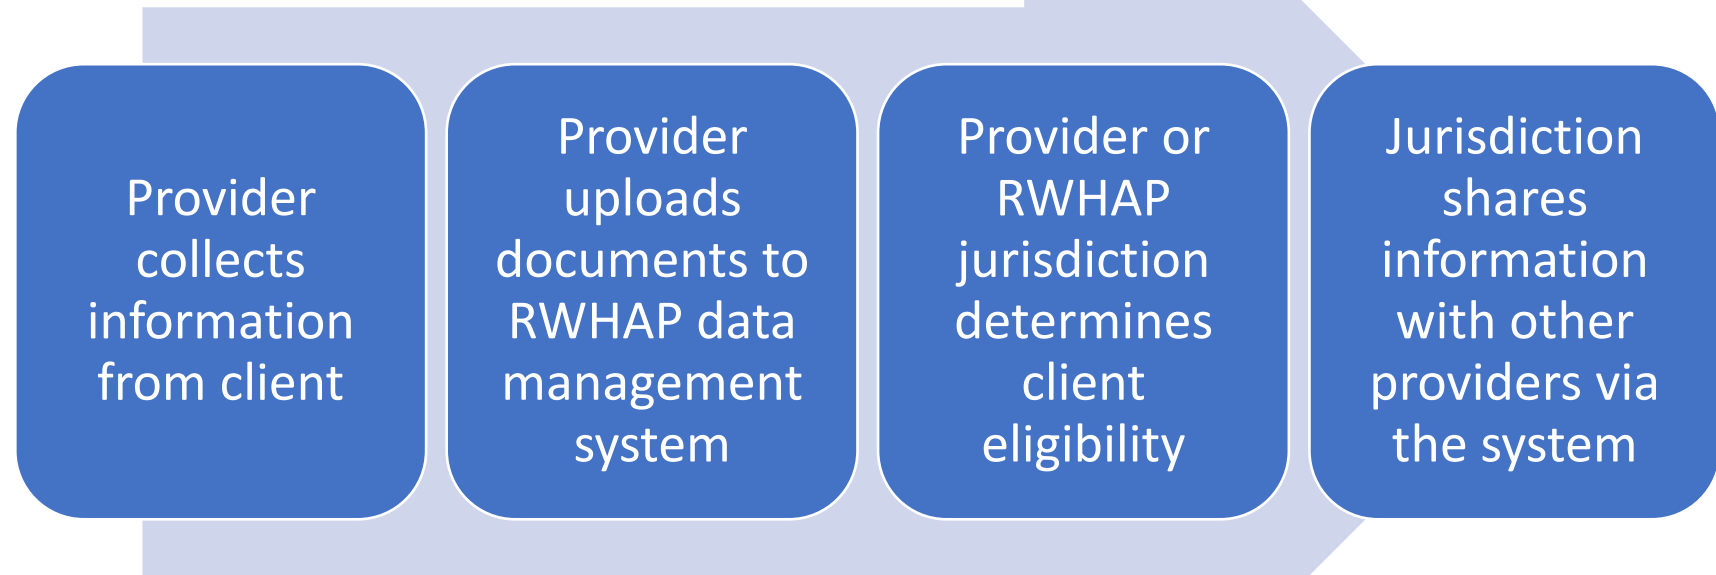 Provider
collects
information
from client
Provider
uploads
documents to
RWHAP data
management
system
Provider or
RWHAP
jurisdiction
determines
client
eligibility
Jurisdiction
shares
information
with other
providers via
the system